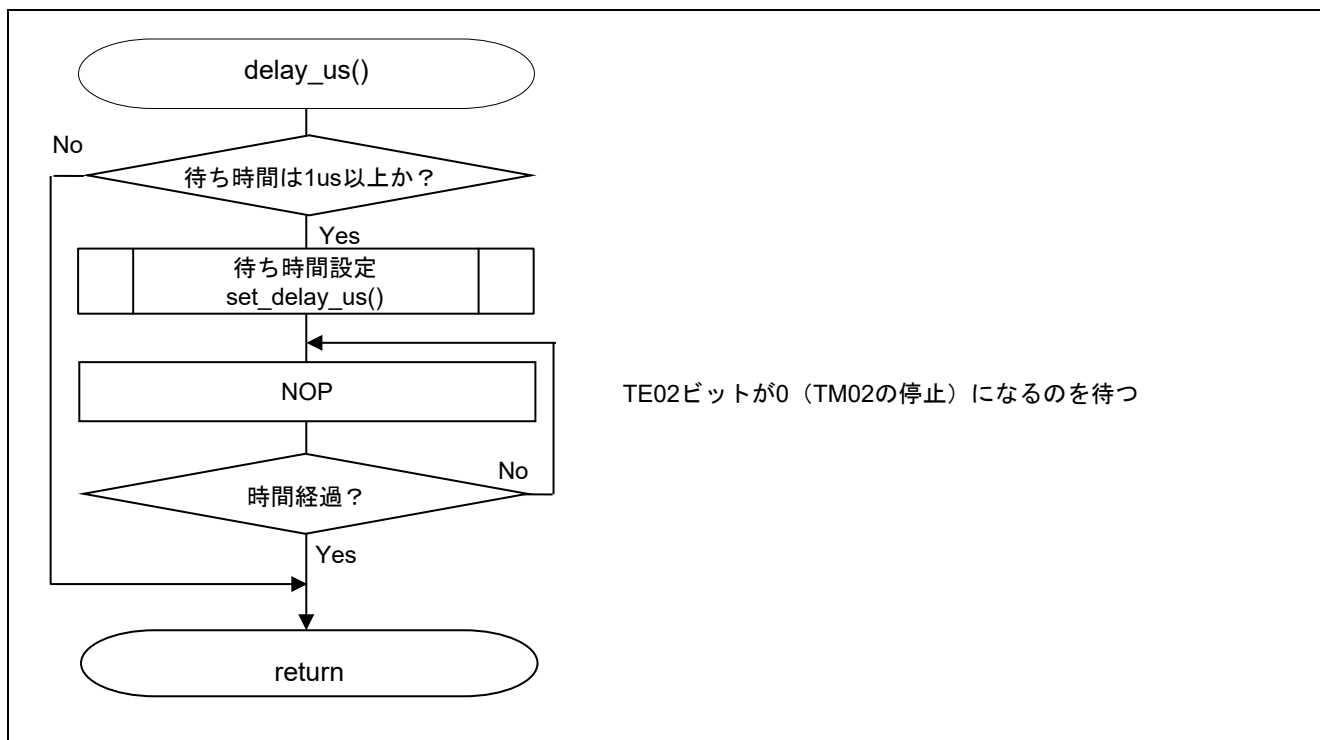 delay_us()
No
待ち時間は1us以上か？
Yes
待ち時間設定
set_delay_us()
NOP
TE02ビットが0（TM02の停止）になるのを待つ
No
時間経過？
Yes
return